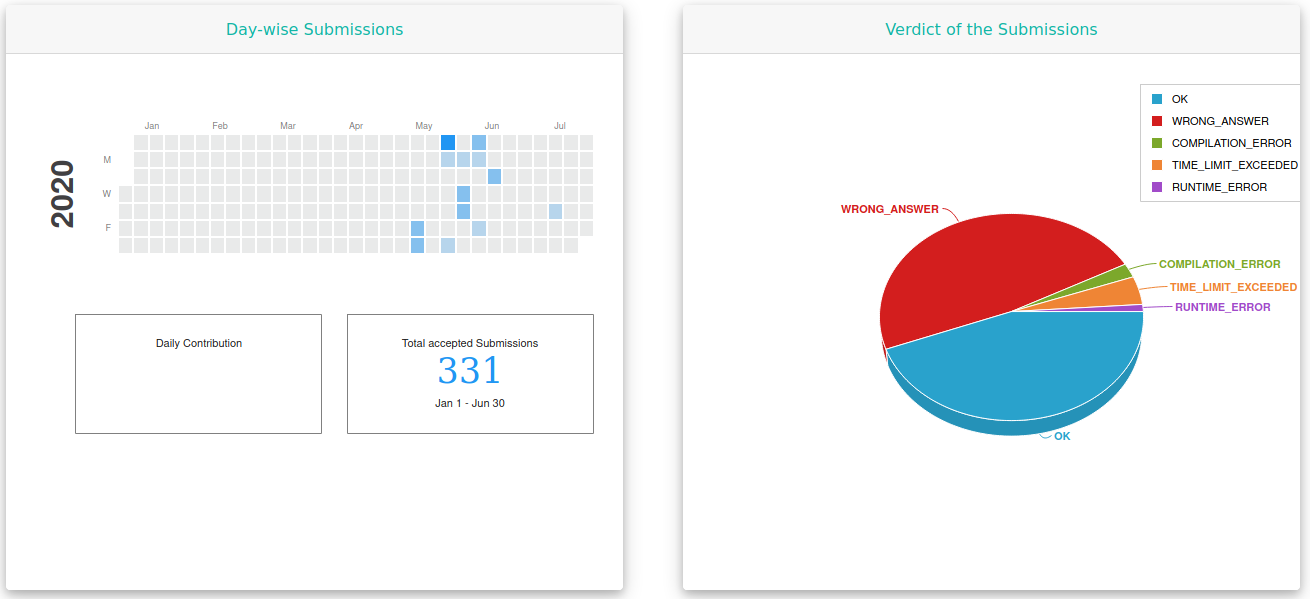 Day-wise Submissions
Jan Feb Mar Apr May Jun Jul
2020
M
W
F
Daily Contribution
Total accepted Submissions
331
Jan 1 - Jun 30
Verdict of the Submissions
OK
WRONG_ANSWER
COMPILATION_ERROR
TIME_LIMIT_EXCEEDED
RUNTIME_ERROR
WRONG_ANSWER
COMPILATION_ERROR
TIME_LIMIT_EXCEEDED
RUNTIME_ERROR
OK